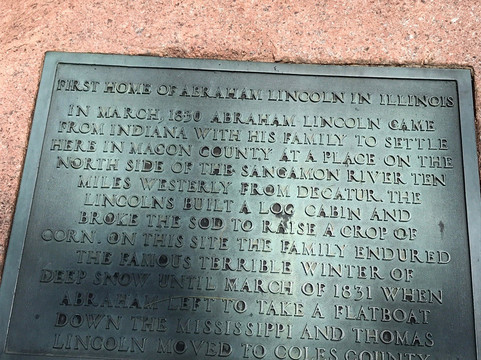 FIRST HOME OF ABRAHAM LINCOLN IN ILLINOIS
IN MARCH, 1830 ABRAHAM LINCOLN CAME
FROM INDIANA WITH HIS FAMILY TO SETTLE
HERE IN MACON COUNTY AT A PLACE ON THE
NORTH SIDE OF THE SANGAMON RIVER TEN
MILES WESTERLY FROM DECATUR. THE
LINCOLNS BUILT A LOG CABIN AND
BROKE THE SOD TO RAISE A CROP OF
CORN. ON THIS SITE THE FAMILY ENDURED
THE FAMOUS TERRIBLE WINTER OF
DEEP SNOW UNTIL MARCH OF 1831 WHEN
ABRAHAM LEFT TO TAKE A FLATBOAT
DOWN THE MISSISSIPPI AND THOMAS
LINCOLN MOVED TO COLES COUNTY